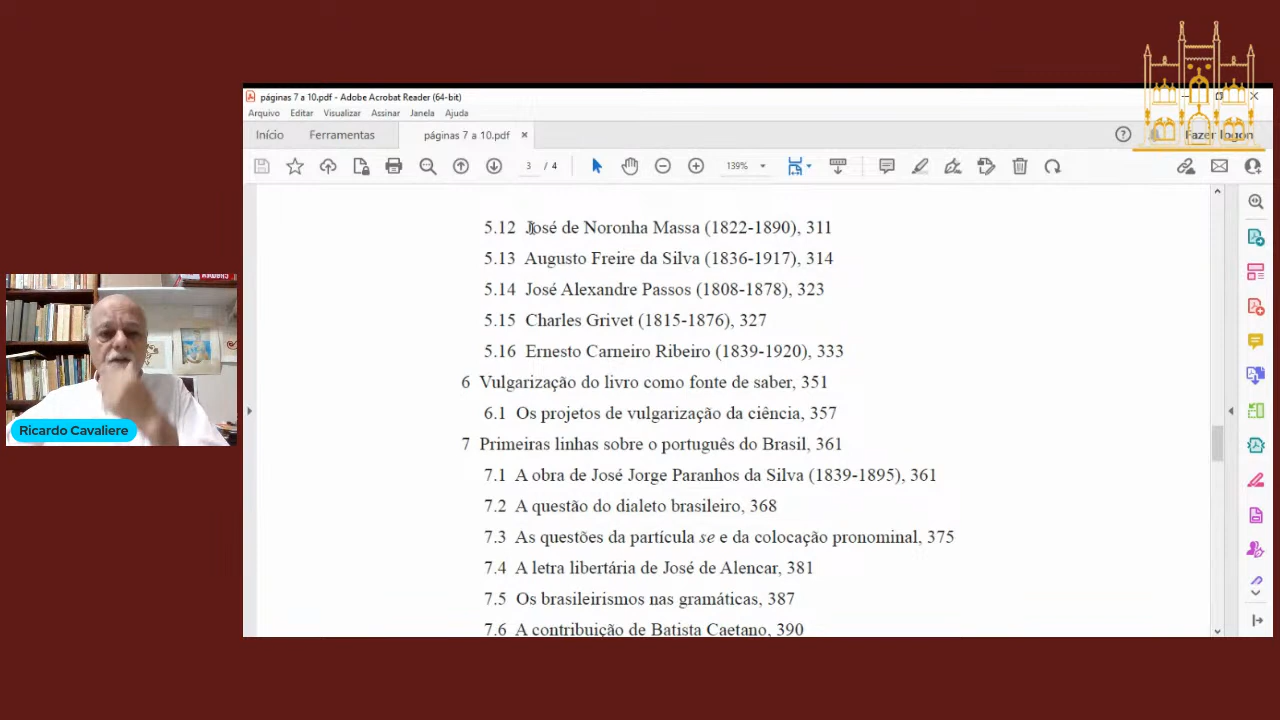 páginas 7 a 10.pdf - Adobe Acrobat Reader (64-bit)
Arquivo Editar Visualizar Assinar Janela Ajuda
Início Ferramentas páginas 7 a 10.pdf × Fazer logon
3 / 4 139%
5.12 José de Noronha Massa (1822-1890), 311
5.13 Augusto Freire da Silva (1836-1917), 314
5.14 José Alexandre Passos (1808-1878), 323
5.15 Charles Grivet (1815-1876), 327
5.16 Ernesto Carneiro Ribeiro (1839-1920), 333
6 Vulgarização do livro como fonte de saber, 351
6.1 Os projetos de vulgarização da ciência, 357
7 Primeiras linhas sobre o português do Brasil, 361
7.1 A obra de José Jorge Paranhos da Silva (1839-1895), 361
7.2 A questão do dialeto brasileiro, 368
7.3 As questões da partícula se e da colocação pronominal, 375
7.4 A letra libertária de José de Alencar, 381
7.5 Os brasileirismos nas gramáticas, 387
7.6 A contribuição de Batista Caetano, 390
Ricardo Cavaliere